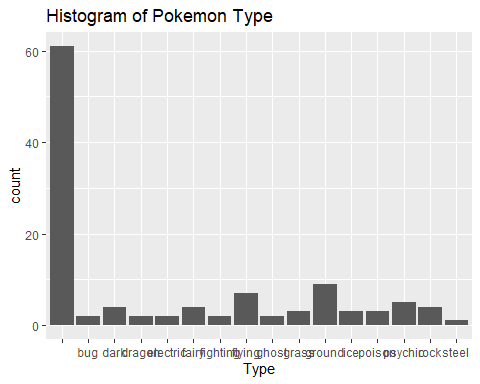 Histogram of Pokemon Type
60
40
20
0
count
bug dark dragon electric fairy fighting flying ghost grass ground ice poison psychic rock steel
Type